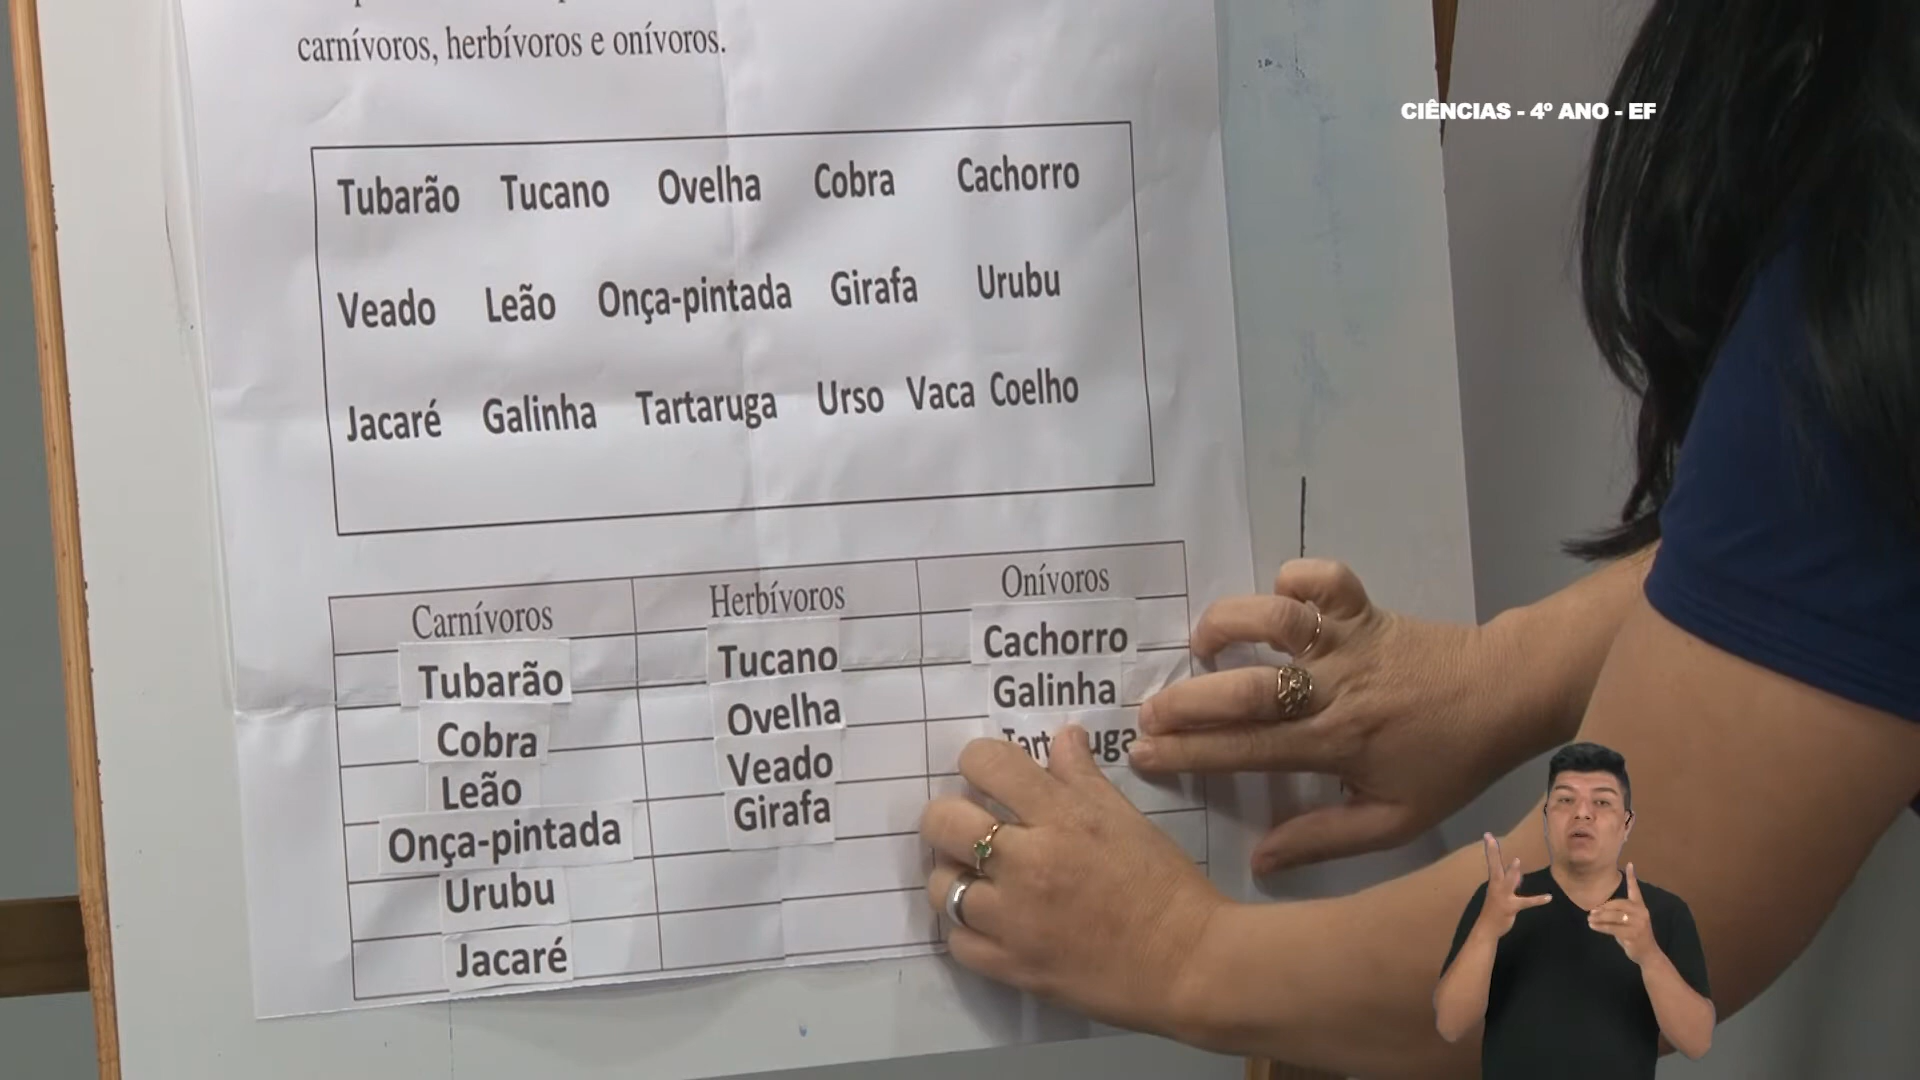 carnívoros, herbívoros e onívoros.
CIÊNCIAS - 4º ANO - EF
Tubarão Tucano Ovelha Cobra Cachorro
Veado Leão Onça-pintada Girafa Urubu
Jacaré Galinha Tartaruga Urso Vaca Coelho
Carnívoros Herbívoros Onívoros
Tubarão Tucano Cachorro
Cobra Ovelha Galinha
Leão Veado
Onça-pintada Girafa
Urubu
Jacaré